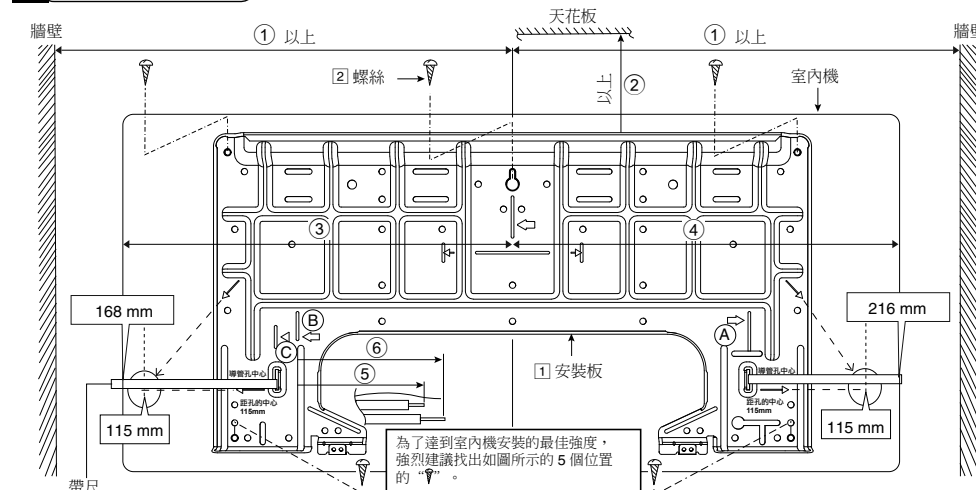 天花板
牆壁
① 以上
① 以上
2 螺絲
以上 ②
室內機
③
④
168 mm
216 mm
B
A
C
⑥
⑤
1 安裝板
導管孔中心
導管孔中心
距孔的中心
115mm
距孔的中心
115mm
115 mm
115 mm
為了達到室內機安裝的最佳強度，
強烈建議找出如圖所示的 5 個位置
的“ ”。
帶尺